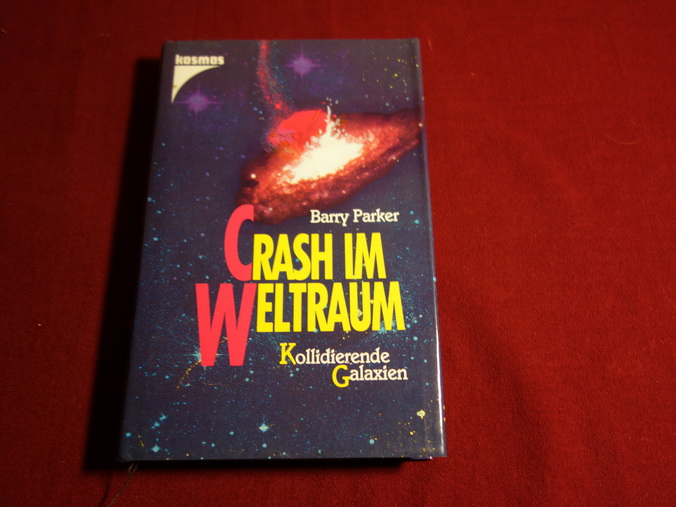 kosmos
Barry Parker
CRASH IM
WELTRAUM
Kollidierende
Galaxien